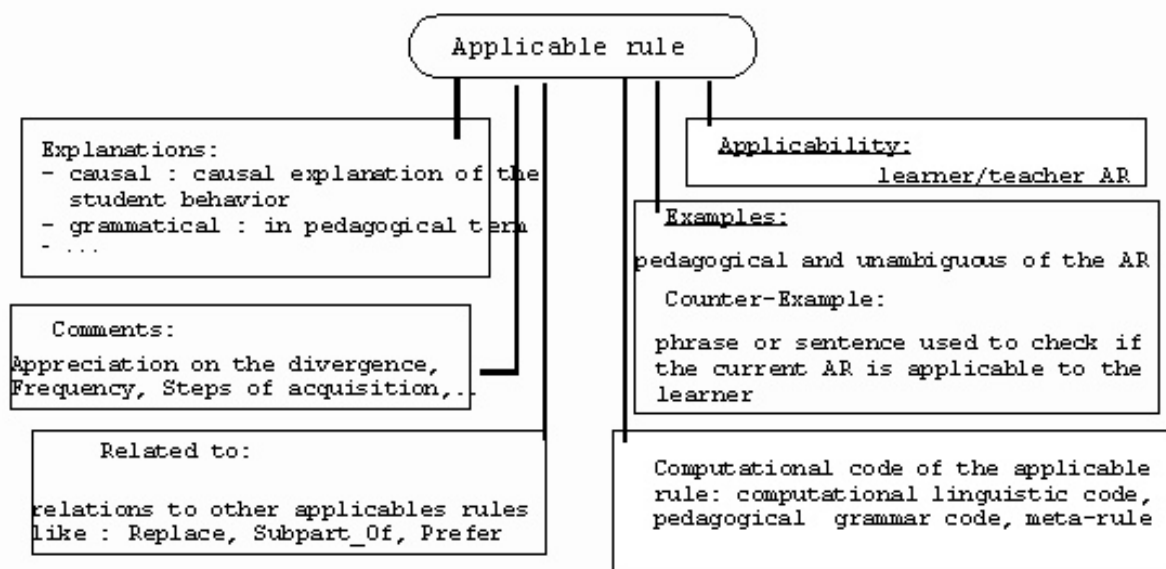 Applicable rule
Explanations:
- causal : causal explanation of the
student behavior
- grammatical : in pedagogical term
- ...
Comments:
Appreciation on the divergence,
Frequency, Steps of acquisition,..
Related to:
relations to other applicables rules
like : Replace, Subpart_Of, Prefer
Applicability:
learner/teacher AR
Examples:
pedagogical and unambiguous of the AR
Counter-Example:
phrase or sentence used to check if
the current AR is applicable to the
learner
Computational code of the applicable
rule: computational linguistic code,
pedagogical grammar code, meta-rule